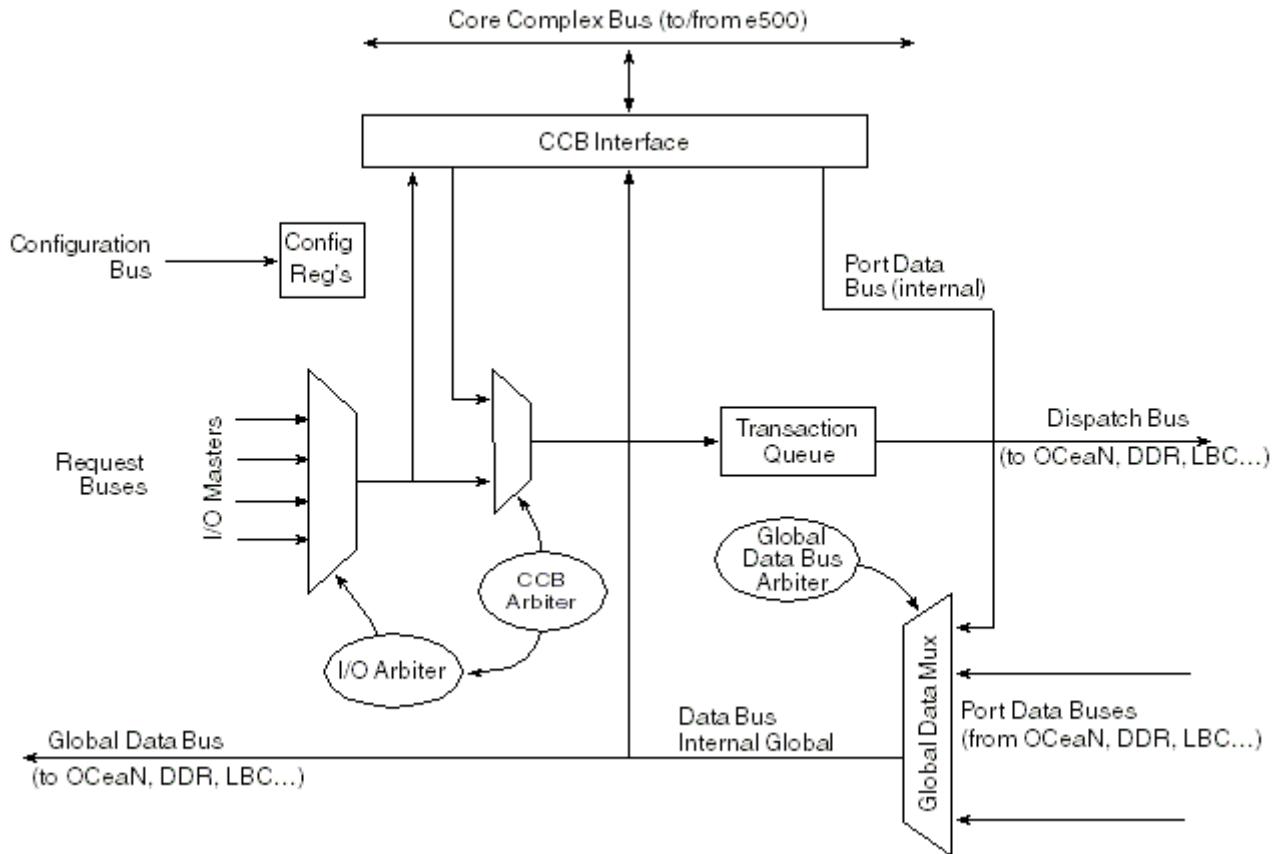 Core Complex Bus (to/from e500)
CCB Interface
Configuration
Bus
Config
Reg's
Port Data
Bus (internal)
Request
Buses
I/O Masters
Transaction
Queue
Dispatch Bus
(to OCeaN, DDR, LBC...)
CCB
Arbiter
Global
Data Bus
Arbiter
I/O Arbiter
Global Data Mux
Port Data Buses
(from OCeaN, DDR, LBC...)
Data Bus
Internal Global
Global Data Bus
(to OCeaN, DDR, LBC...)